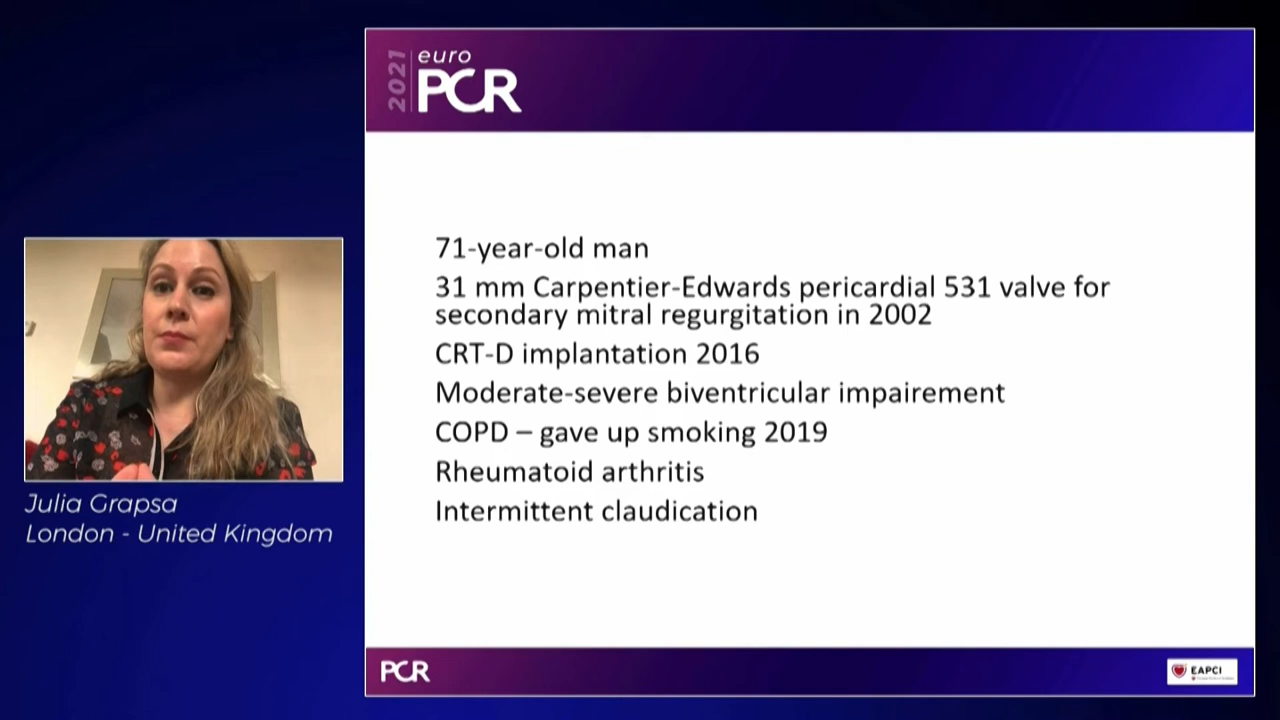 2021
euro
PCR
71-year-old man
31 mm Carpentier-Edwards pericardial 531 valve for
secondary mitral regurgitation in 2002
CRT-D implantation 2016
Moderate-severe biventricular impairement
COPD – gave up smoking 2019
Rheumatoid arthritis
Intermittent claudication
Julia Grapsa
London - United Kingdom
PCR
EAPCI